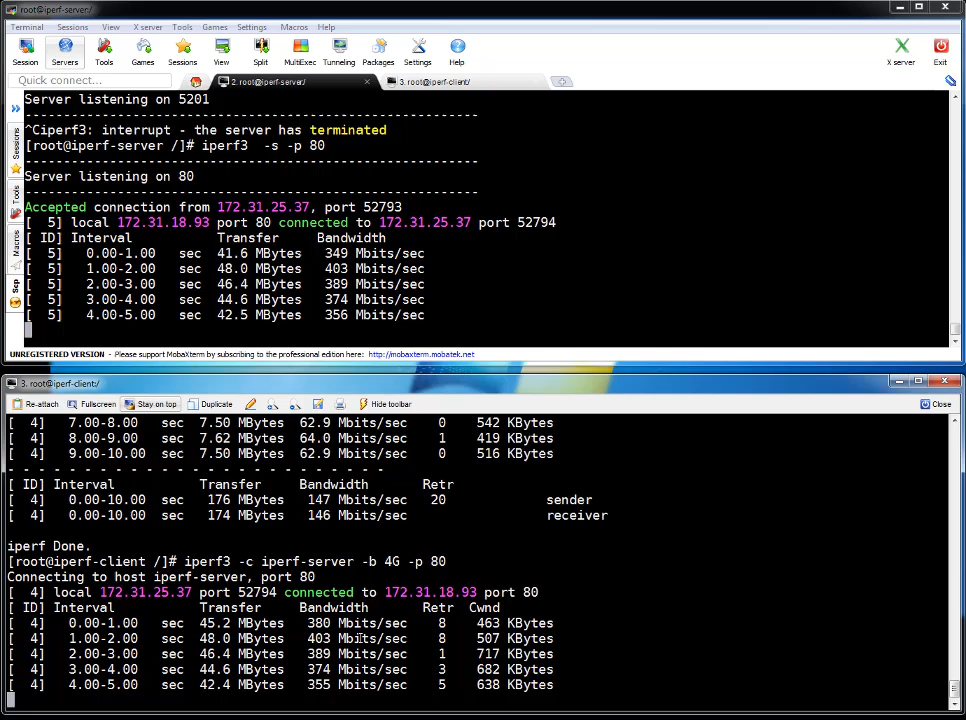 root@iperf-server:/
Terminal Sessions View X server Tools Games Settings Macros Help
Session Servers Tools Games Sessions View Split MultiExec Tunneling Packages Settings Help X server Exit
Quick connect... 2. root@iperf-server:/ 3. root@iperf-client:/
Sessions
Tools
Macros
Scp
Server listening on 5201
-----------------------------------------------------------
^Ciperf3: interrupt - the server has terminated
[root@iperf-server /]# iperf3  -s -p 80
-----------------------------------------------------------
Server listening on 80
-----------------------------------------------------------
Accepted connection from 172.31.25.37, port 52793
[  5] local 172.31.18.93 port 80 connected to 172.31.25.37 port 52794
[ ID] Interval           Transfer     Bandwidth
[  5]   0.00-1.00   sec  41.6 MBytes   349 Mbits/sec
[  5]   1.00-2.00   sec  48.0 MBytes   403 Mbits/sec
[  5]   2.00-3.00   sec  46.4 MBytes   389 Mbits/sec
[  5]   3.00-4.00   sec  44.6 MBytes   374 Mbits/sec
[  5]   4.00-5.00   sec  42.5 MBytes   356 Mbits/sec
UNREGISTERED VERSION - Please support MobaXterm by subscribing to the professional edition here: http://mobaxterm.mobatek.net
3. root@iperf-client:/
Re-attach Fullscreen Stay on top Duplicate Hide toolbar Close
[  4]   7.00-8.00   sec  7.50 MBytes  62.9 Mbits/sec    0    542 KBytes
[  4]   8.00-9.00   sec  7.62 MBytes  64.0 Mbits/sec    1    419 KBytes
[  4]   9.00-10.00  sec  7.50 MBytes  62.9 Mbits/sec    0    516 KBytes
- - - - - - - - - - - - - - - - - - - - - - - - -
[ ID] Interval           Transfer     Bandwidth       Retr
[  4]   0.00-10.00  sec   176 MBytes   147 Mbits/sec   20             sender
[  4]   0.00-10.00  sec   174 MBytes   146 Mbits/sec                  receiver
iperf Done.
[root@iperf-client /]# iperf3 -c iperf-server -b 4G -p 80
Connecting to host iperf-server, port 80
[  4] local 172.31.25.37 port 52794 connected to 172.31.18.93 port 80
[ ID] Interval           Transfer     Bandwidth       Retr  Cwnd
[  4]   0.00-1.00   sec  45.2 MBytes   380 Mbits/sec    8    463 KBytes
[  4]   1.00-2.00   sec  48.0 MBytes   403 Mbits/sec    8    507 KBytes
[  4]   2.00-3.00   sec  46.4 MBytes   389 Mbits/sec    1    717 KBytes
[  4]   3.00-4.00   sec  44.6 MBytes   374 Mbits/sec    3    682 KBytes
[  4]   4.00-5.00   sec  42.4 MBytes   355 Mbits/sec    5    638 KBytes